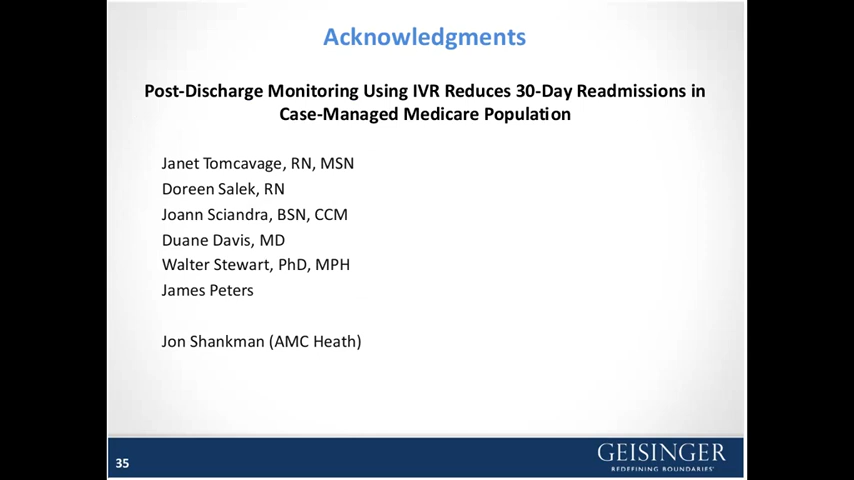 Acknowledgments
Post-Discharge Monitoring Using IVR Reduces 30-Day Readmissions in
Case-Managed Medicare Population
Janet Tomcavage, RN, MSN
Doreen Salek, RN
Joann Sciandra, BSN, CCM
Duane Davis, MD
Walter Stewart, PhD, MPH
James Peters
Jon Shankman (AMC Heath)
35
GEISINGER
REDEFINING BOUNDARIES®